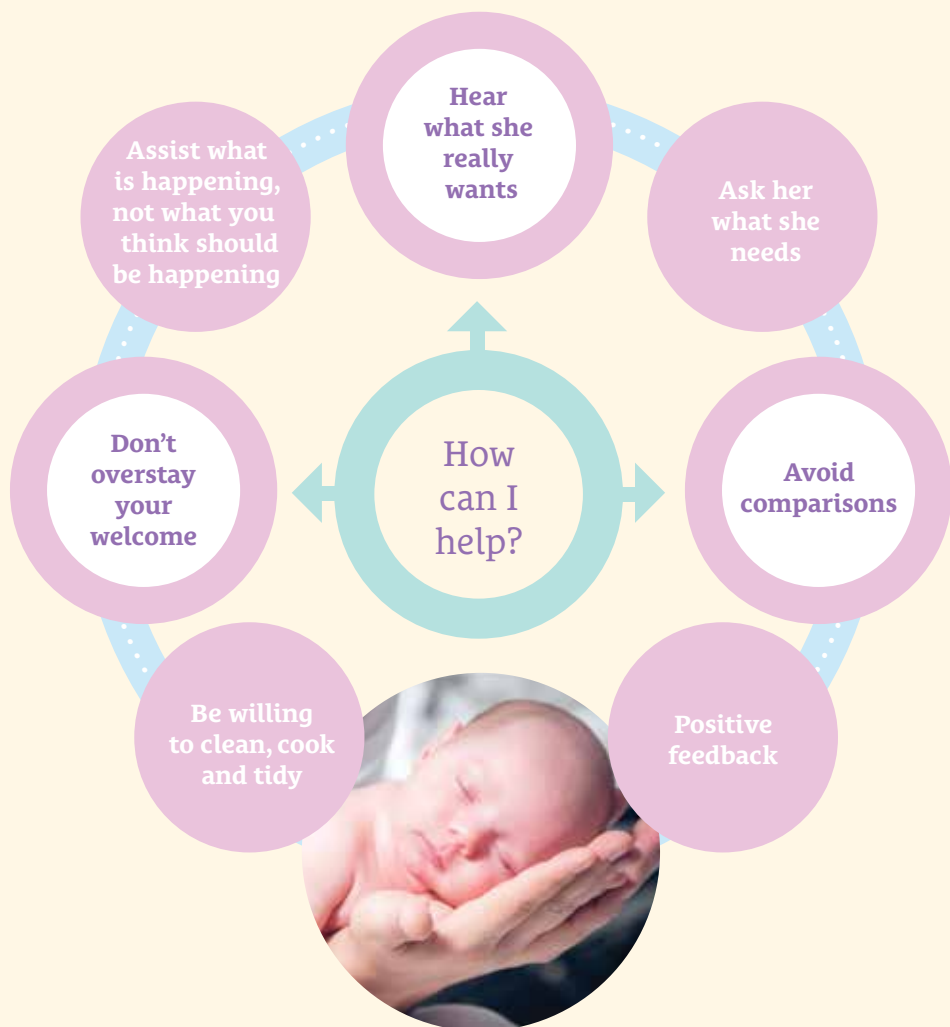 Hear
what she
really
wants
Ask her
what she
needs
Avoid
comparisons
Positive
feedback
Be willing
to clean, cook
and tidy
Don’t
overstay
your
welcome
Assist what
is happening,
not what you
think should
be happening
How
can I
help?